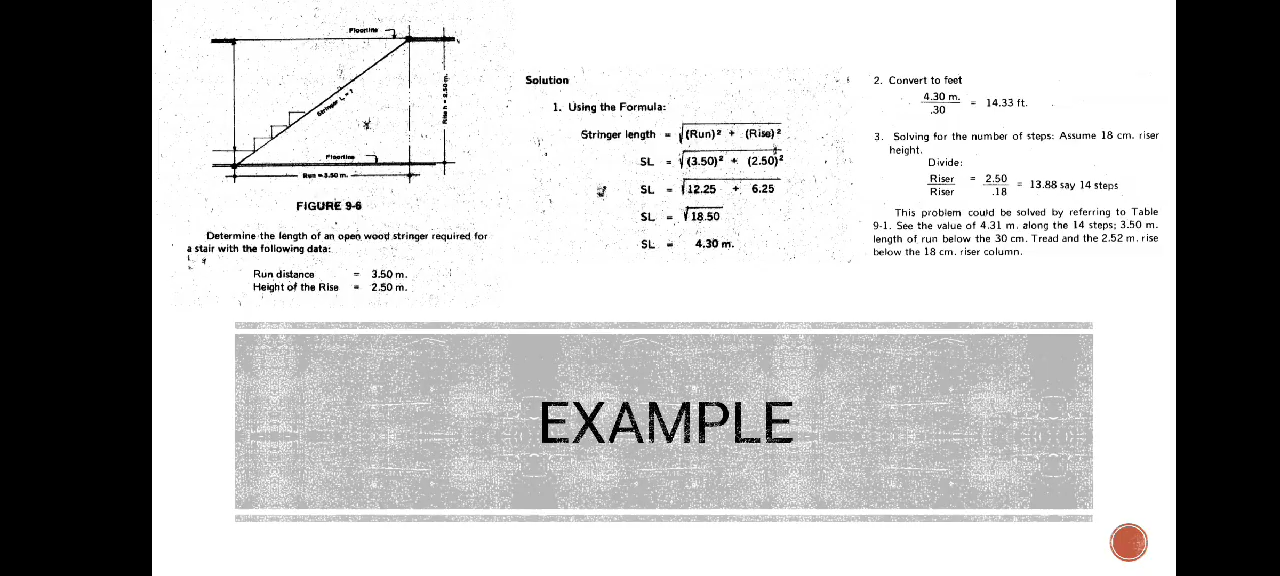 Floorline
Stringer L = ?
Rise h = 2.50 m.
Floorline
Run = 3.50 m.
FIGURE 9-6
Determine the length of an open wood stringer required for
a stair with the following data:
Run distance = 3.50 m.
Height of the Rise = 2.50 m.
Solution
1. Using the Formula:
Stringer length = √(Run)² + (Rise)²
SL = √(3.50)² + (2.50)²
SL = √12.25 + 6.25
SL = √18.50
SL = 4.30 m.
2. Convert to feet
4.30 m.
.30
= 14.33 ft.
3. Solving for the number of steps: Assume 18 cm. riser
height.
Divide:
Riser = 2.50 = 13.88 say 14 steps
Riser .18
This problem could be solved by referring to Table
9-1. See the value of 4.31 m. along the 14 steps; 3.50 m.
length of run below the 30 cm. Tread and the 2.52 m. rise
below the 18 cm. riser column.
EXAMPLE